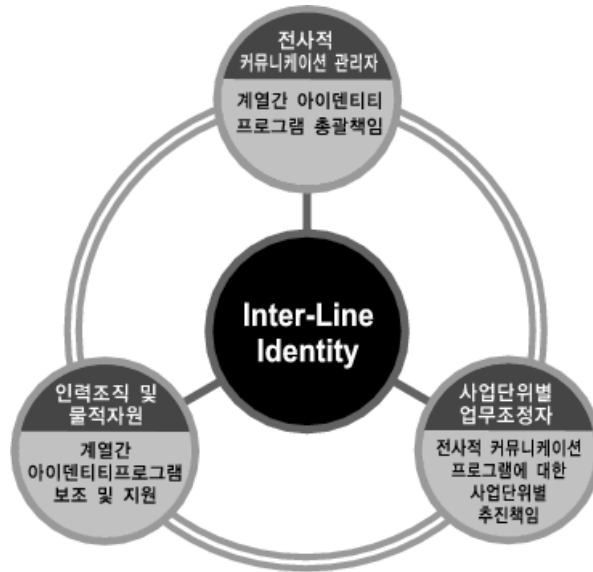 전사적
커뮤니케이션 관리자
계열간 아이덴티티
프로그램 총괄책임
Inter-Line
Identity
인력조직 및
물적자원
계열간
아이덴티티프로그램
보조 및 지원
사업단위별
업무조정자
전사적 커뮤니케이션
프로그램에 대한
사업단위별
추진책임